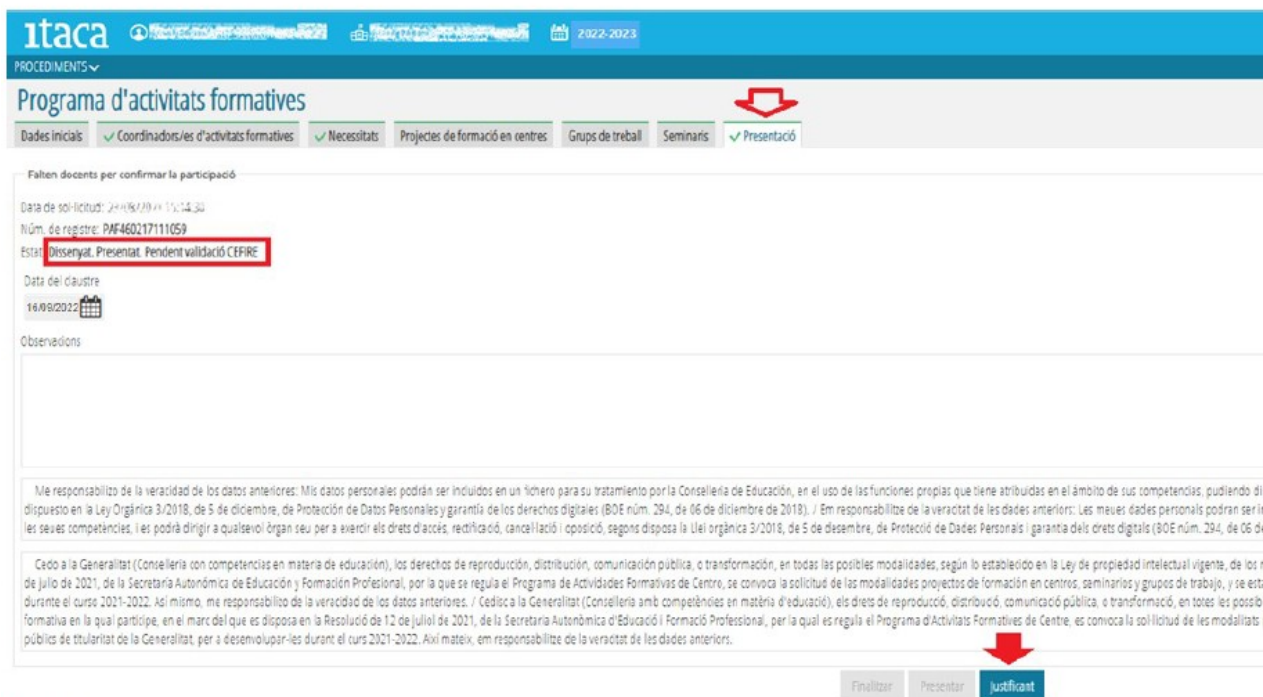 itaca
2022-2023
PROCEDIMENTS
Programa d'activitats formatives
Dades inicials Coordinadors/es d'activitats formatives Necessitats Projectes de formació en centres Grups de treball Seminaris Presentació
Falten docents per confirmar la participació
Data de sol·licitud:
Núm. de registre: PAF460217111059
Estat: Dissenyat. Presentat. Pendent validació CEFIRE
Data del claustre
16/09/2022
Observacions
Me responsabilizo de la veracidad de los datos anteriores: Mis datos personales podrán ser incluidos en un fichero para su tratamiento por la Conselleria de Educación, en el uso de las funciones propias que tiene atribuidas en el ámbito de sus competencias, pudiendo di
dispuesto en la Ley Orgánica 3/2018, de 5 de diciembre, de Protección de Datos Personales y garantía de los derechos digitales (BOE núm. 294, de 06 de diciembre de 2018). / Em responsabilitze de la veracitat de les dades anteriors: Les meues dades personals podran ser in
les seues competències, i es podrà dirigir a qualsevol òrgan seu per a exercir els drets d'accés, rectificació, cancel·lació i oposició, segons disposa la Llei orgànica 3/2018, de 5 de desembre, de Protecció de Dades Personals i garantia dels drets digitals (BOE núm. 294, de 06 de
Cedo a la Generalitat (Conselleria con competencias en materia de educación), los derechos de reproducción, distribución, comunicación pública, o transformación, en todas las posibles modalidades, según lo establecido en la Ley de propiedad intelectual vigente, de los
de julio de 2021, de la Secretaría Autonómica de Educación y Formación Profesional, por la que se regula el Programa de Actividades Formativas de Centro, se convoca la solicitud de las modalidades proyectos de formación en centros, seminarios y grupos de trabajo, y se esta
durante el curso 2021-2022. Así mismo, me responsabilizo de la veracidad de los datos anteriores. / Cedisc a la Generalitat (Conselleria amb competències en matèria d'educació), els drets de reproducció, distribució, comunicació pública, o transformació, en totes les possib
formativa en la qual participe, en el marc del que es disposa en la Resolució de 12 de juliol de 2021, de la Secretaria Autonòmica d'Educació i Formació Professional, per la qual es regula el Programa d'Activitats Formatives de Centre, es convoca la sol·licitud de les modalitats
públics de titularitat de la Generalitat, per a desenvolupar-les durant el curs 2021-2022. Així mateix, em responsabilitze de la veracitat de les dades anteriors.
Finalitzar Presentar Justificant